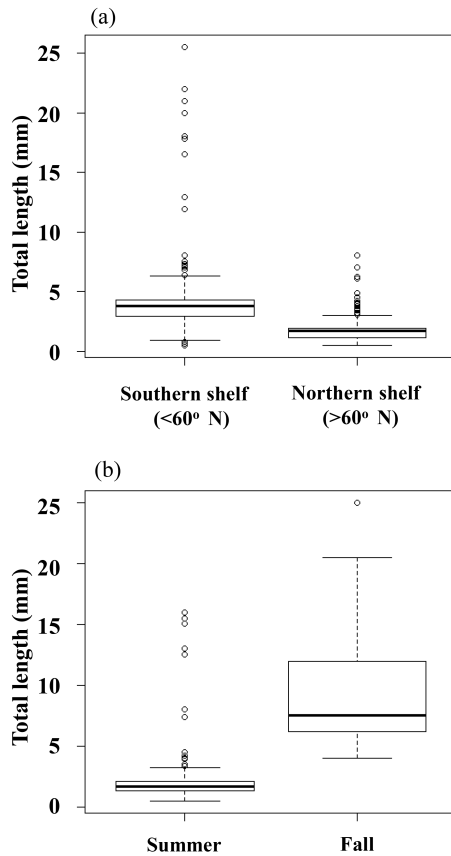 (a)
25
20
15
10
5
0
Total length (mm)
Southern shelf Northern shelf
(<60° N) (>60° N)
(b)
25
20
15
10
5
0
Total length (mm)
Summer Fall